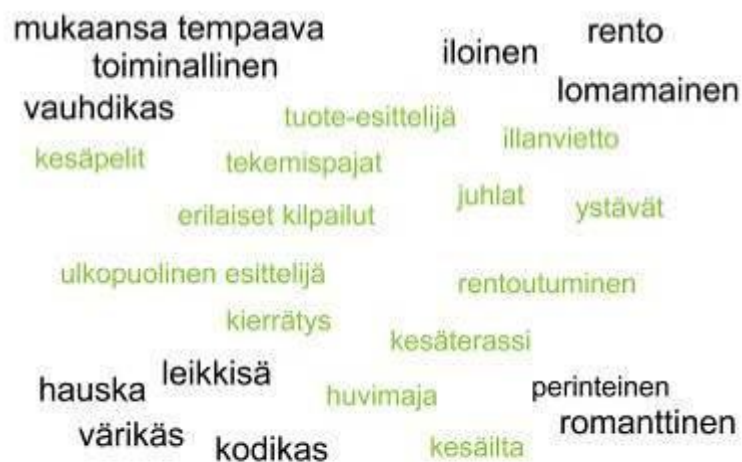 mukaansa tempaava
toiminallinen
iloinen
rento
lomamainen
vauhdikas
tuote-esittelijä
illanvietto
kesäpelit
tekemispajat
juhlat
ystävät
erilaiset kilpailut
ulkopuolinen esittelijä
rentoutuminen
kierrätys
kesäterassi
hauska
leikkisä
huvimaja
perinteinen
romanttinen
värikäs
kodikas
kesäilta